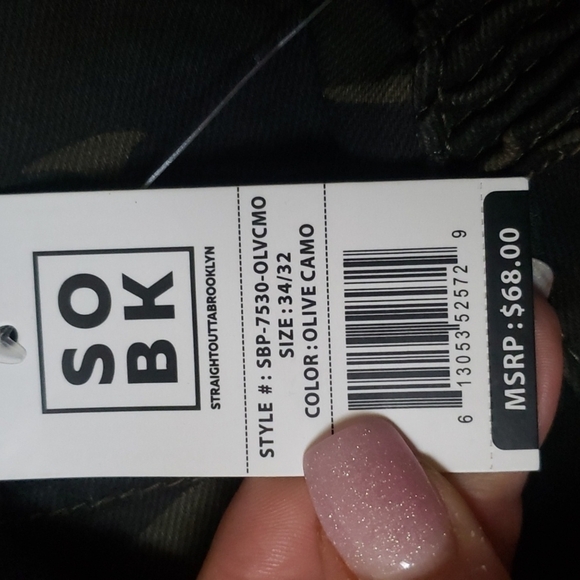 SO
BK
STRAIGHTOUTTABROOKLYN
STYLE #: SBP-7530-OLVCMO
SIZE:34/32
COLOR:OLIVE CAMO
6 13053 52572 9
MSRP:$68.00